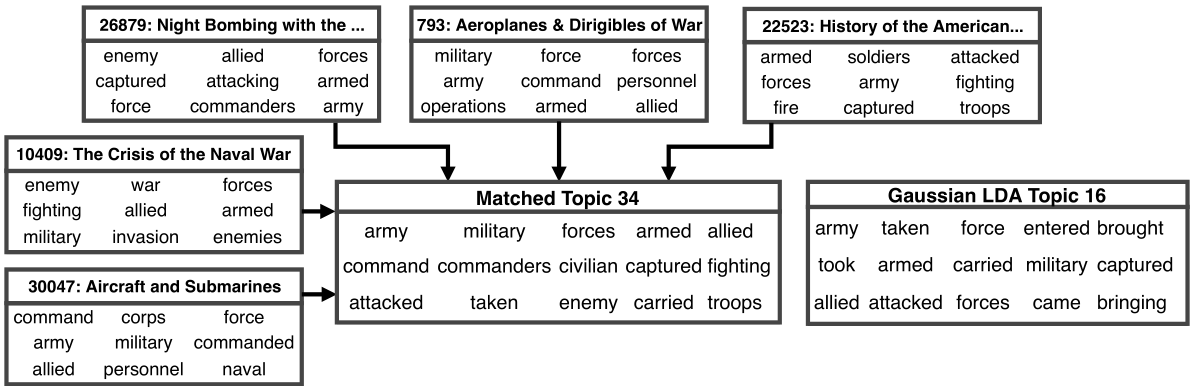 26879: Night Bombing with the ...
enemy allied forces
captured attacking armed
force commanders army
793: Aeroplanes & Dirigibles of War
military force forces
army command personnel
operations armed allied
22523: History of the American...
armed soldiers attacked
forces army fighting
fire captured troops
10409: The Crisis of the Naval War
enemy war forces
fighting allied armed
military invasion enemies
30047: Aircraft and Submarines
command corps force
army military commanded
allied personnel naval
Matched Topic 34
army military forces armed allied
command commanders civilian captured fighting
attacked taken enemy carried troops
Gaussian LDA Topic 16
army taken force entered brought
took armed carried military captured
allied attacked forces came bringing